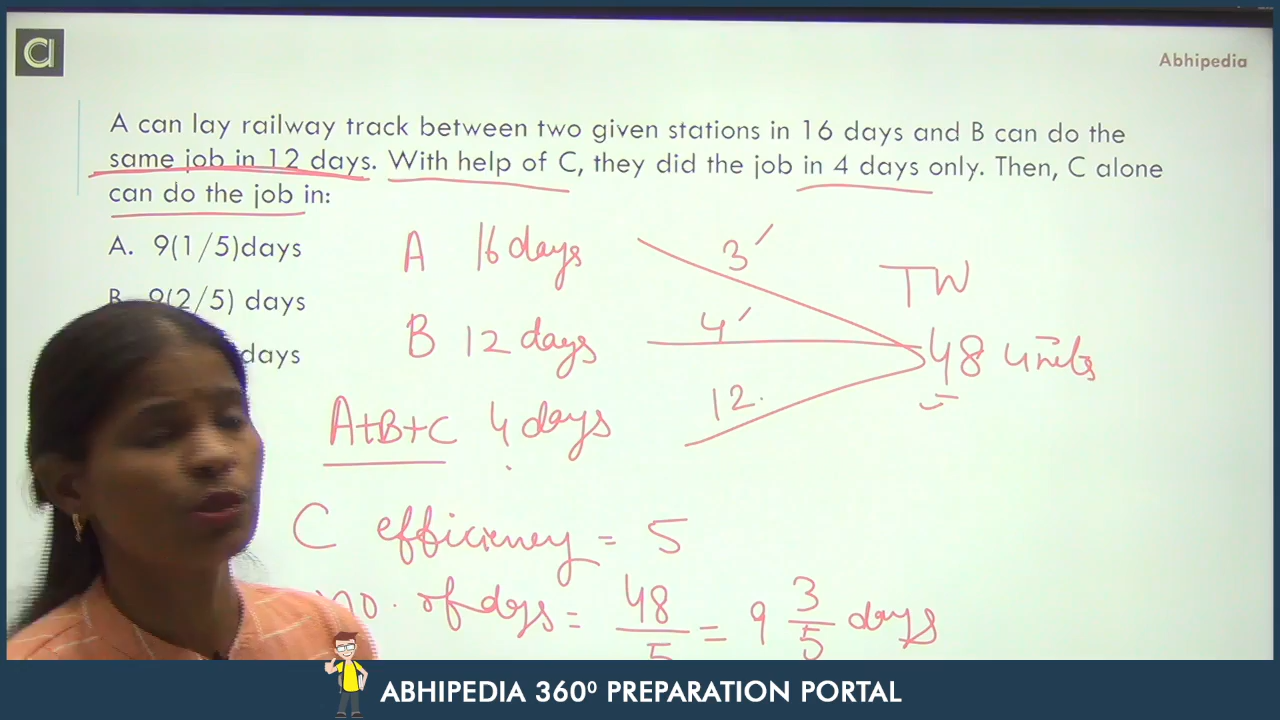 Abhipedia
A can lay railway track between two given stations in 16 days and B can do the
same job in 12 days. With help of C, they did the job in 4 days only. Then, C alone
can do the job in:
A. 9(1/5)days
B. 9(2/5) days
days
A 16 days 3
TW
B 12 days 4
48 units
A+B+C 4 days 12
C efficiency = 5
no. of days = 48/5 = 9 3/5 days
ABHIPEDIA 360⁰ PREPARATION PORTAL